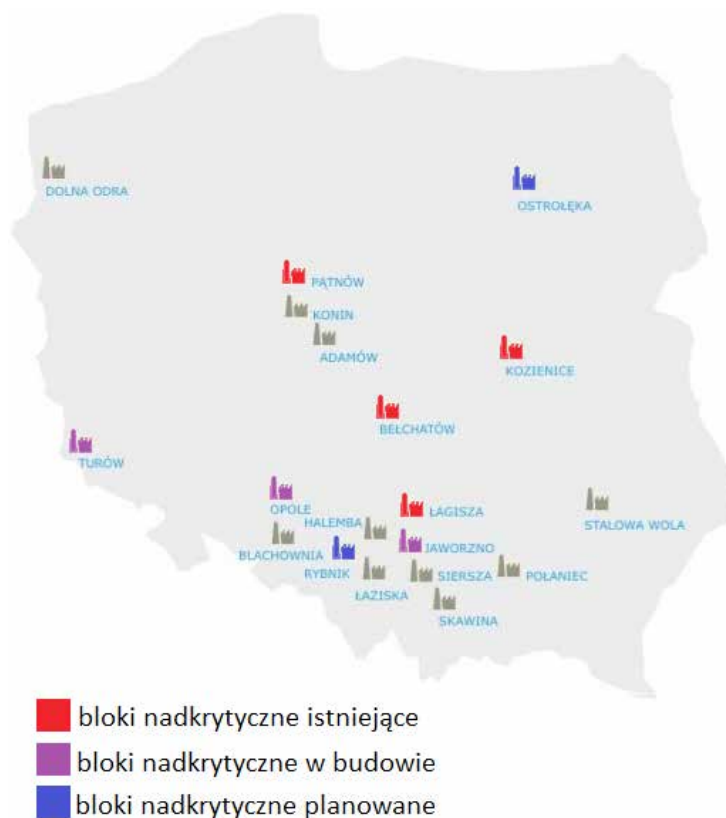 DOLNA ODRA
OSTROŁĘKA
PĄTNÓW
KONIN
ADAMÓW
KOZIENICE
BEŁCHATÓW
TURÓW
OPOLE
ŁAGISZA
HALEMBA
STALOWA WOLA
BLACHOWNIA
JAWORZNO
RYBNIK
SIERSZA
POŁANIEC
ŁAZISKA
SKAWINA
bloki nadkrytyczne istniejące
bloki nadkrytyczne w budowie
bloki nadkrytyczne planowane